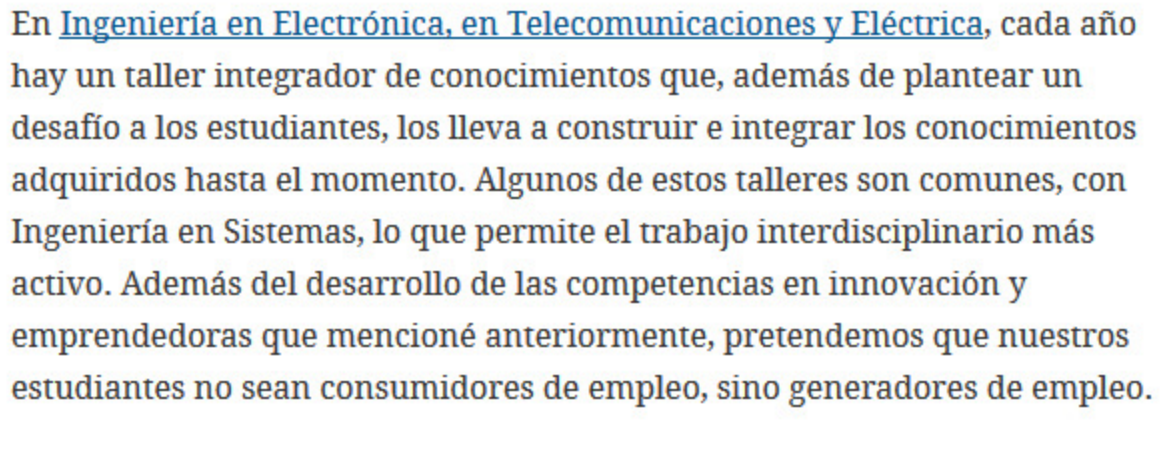 En Ingeniería en Electrónica, en Telecomunicaciones y Eléctrica, cada año
hay un taller integrador de conocimientos que, además de plantear un
desafío a los estudiantes, los lleva a construir e integrar los conocimientos
adquiridos hasta el momento. Algunos de estos talleres son comunes, con
Ingeniería en Sistemas, lo que permite el trabajo interdisciplinario más
activo. Además del desarrollo de las competencias en innovación y
emprendedoras que mencioné anteriormente, pretendemos que nuestros
estudiantes no sean consumidores de empleo, sino generadores de empleo.